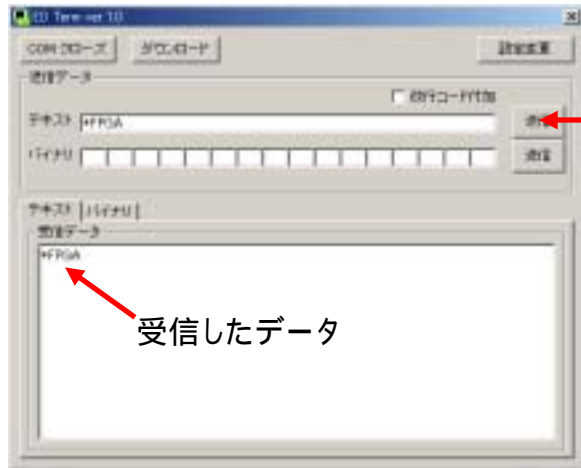 ED Term ver 1.0
COMクローズ
ダウンロード
設定変更
送信データ
改行コード付加
テキスト
*FPGA
送信
バイナリ
送信
テキスト
バイナリ
受信データ
*FPGA
受信したデータ